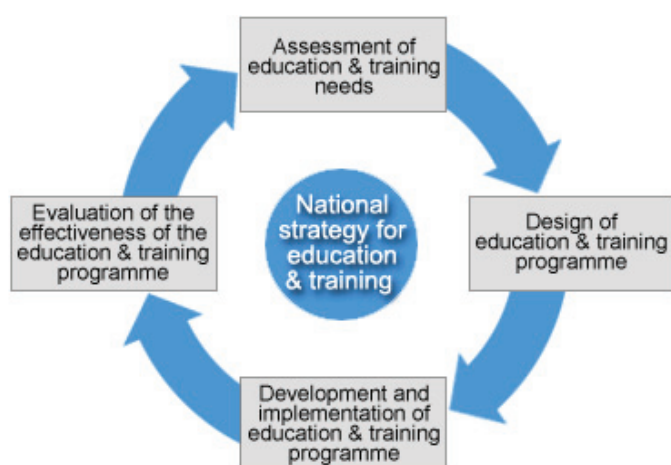 Assessment of
education & training
needs
Evaluation of the
effectiveness of the
education & training
programme
National
strategy for
education
& training
Design of
education & training
programme
Development and
implementation of
education & training
programme